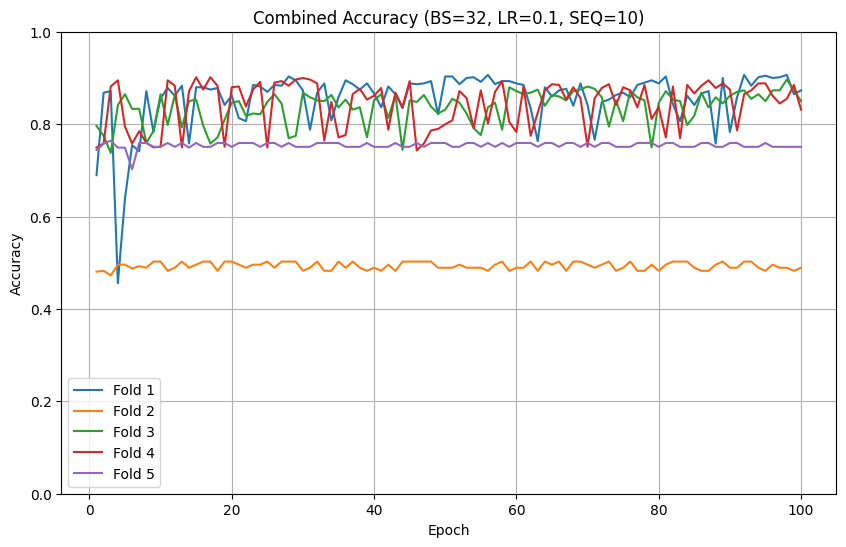 Combined Accuracy (BS=32, LR=0.1, SEQ=10)
1.0
0.8
0.6
0.4
0.2
0.0
Accuracy
Fold 1
Fold 2
Fold 3
Fold 4
Fold 5
0 20 40 60 80 100
Epoch